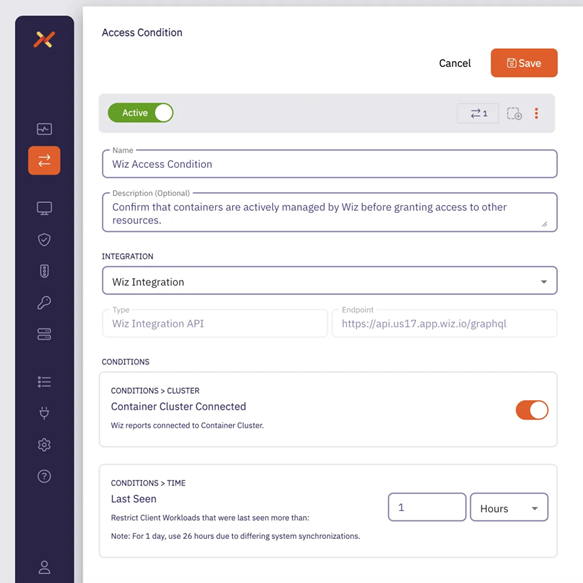 Access Condition
Cancel
Save
Active
1
Name
Wiz Access Condition
Description (Optional)
Confirm that containers are actively managed by Wiz before granting access to other
resources.
INTEGRATION
Wiz Integration
Type
Wiz Integration API
Endpoint
https://api.us17.app.wiz.io/graphql
CONDITIONS
CONDITIONS > CLUSTER
Container Cluster Connected
Wiz reports connected to Container Cluster.
CONDITIONS > TIME
Last Seen
Restrict Client Workloads that were last seen more than:
Note: For 1 day, use 26 hours due to differing system synchronizations.
1
Hours